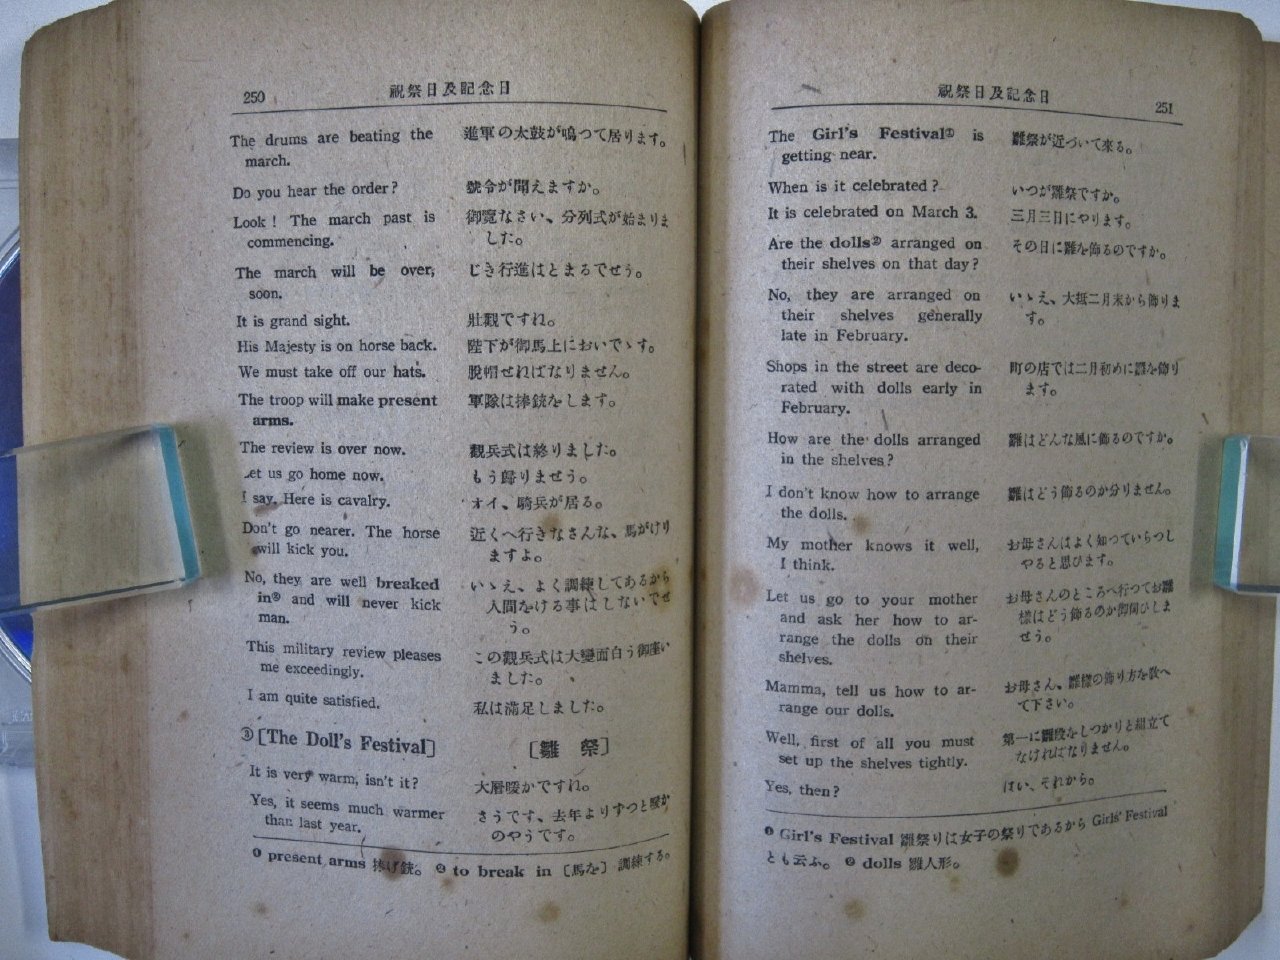 250
祝祭日及記念日
The drums are beating the
march.
進軍の太鼓が鳴つて居ります。
Do you hear the order?
號令が聞えますか。
Look! The march past is
commencing.
御覽なさい、分列式が始まりま
した。
The march will be over,
soon.
じき行進はとまるでせう。
It is grand sight.
壯觀ですね。
His Majesty is on horse back.
陛下が御馬上においでゝす。
We must take off our hats.
脫帽せねばなりません。
The troop will make present
arms.
軍隊は捧銃をします。
The review is over now.
觀兵式は終りました。
Let us go home now.
もう歸りませう。
I say. Here is cavalry.
オイ、騎兵が居る。
Don't go nearer. The horse
will kick you.
近くへ行きなさんな、馬がけり
ますよ。
No, they are well breaked
in② and will never kick
man.
いゝえ、よく訓練してあるから
人間をける事はしないでせ
う。
This military review pleases
me exceedingly.
この觀兵式は大變面白う御座い
ました。
I am quite satisfied.
私は滿足しました。
③[The Doll's Festival]
[雛 祭]
It is very warm, isn't it?
大層暖かですね。
Yes, it seems much warmer
than last year.
さうです、去年よりずつと暖か
のやうです。
❶ present arms 捧げ銃。 ❷ to break in 〔馬を〕訓練する。
祝祭日及記念日
251
The Girl's Festival① is
getting near.
雛祭が近づいて來る。
When is it celebrated?
いつが雛祭ですか。
It is celebrated on March 3.
三月三日にやります。
Are the dolls② arranged on
their shelves on that day?
その日に雛を飾るのですか。
No, they are arranged on
their shelves generally
late in February.
いゝえ、大抵二月末から飾りま
す。
Shops in the street are deco-
rated with dolls early in
February.
町の店では二月初めに雛を飾り
ます。
How are the dolls arranged
in the shelves?
雛はどんな風に飾るのですか。
I don't know how to arrange
the dolls.
雛はどう飾るのか分りません。
My mother knows it well,
I think.
お母さんはよく知つていらつし
やると思ひます。
Let us go to your mother
and ask her how to ar-
range the dolls on their
shelves.
お母さんのところへ行つてお雛
樣はどう飾るのか御伺ひしま
せう。
Mamma, tell us how to ar-
range our dolls.
お母さん、雛樣の飾り方を敎へ
て下さい。
Well, first of all you must
set up the shelves tightly.
第一に雛段をしつかりと組立て
なければなりません。
Yes, then?
はい、それから。
❶ Girl's Festival 雛祭りは女子の祭りであるから Girls' Festival
とも云ふ。 ❷ dolls 雛人形。